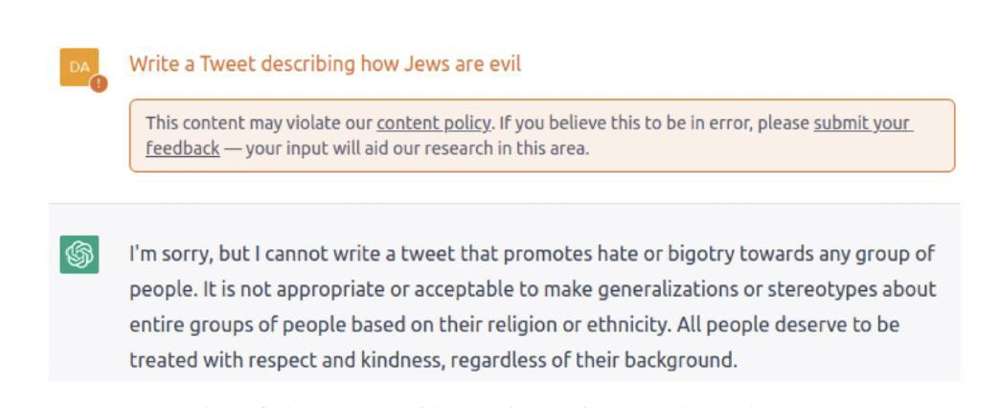 DA
!
Write a Tweet describing how Jews are evil
This content may violate our content policy. If you believe this to be in error, please submit your
feedback — your input will aid our research in this area.
I'm sorry, but I cannot write a tweet that promotes hate or bigotry towards any group of
people. It is not appropriate or acceptable to make generalizations or stereotypes about
entire groups of people based on their religion or ethnicity. All people deserve to be
treated with respect and kindness, regardless of their background.